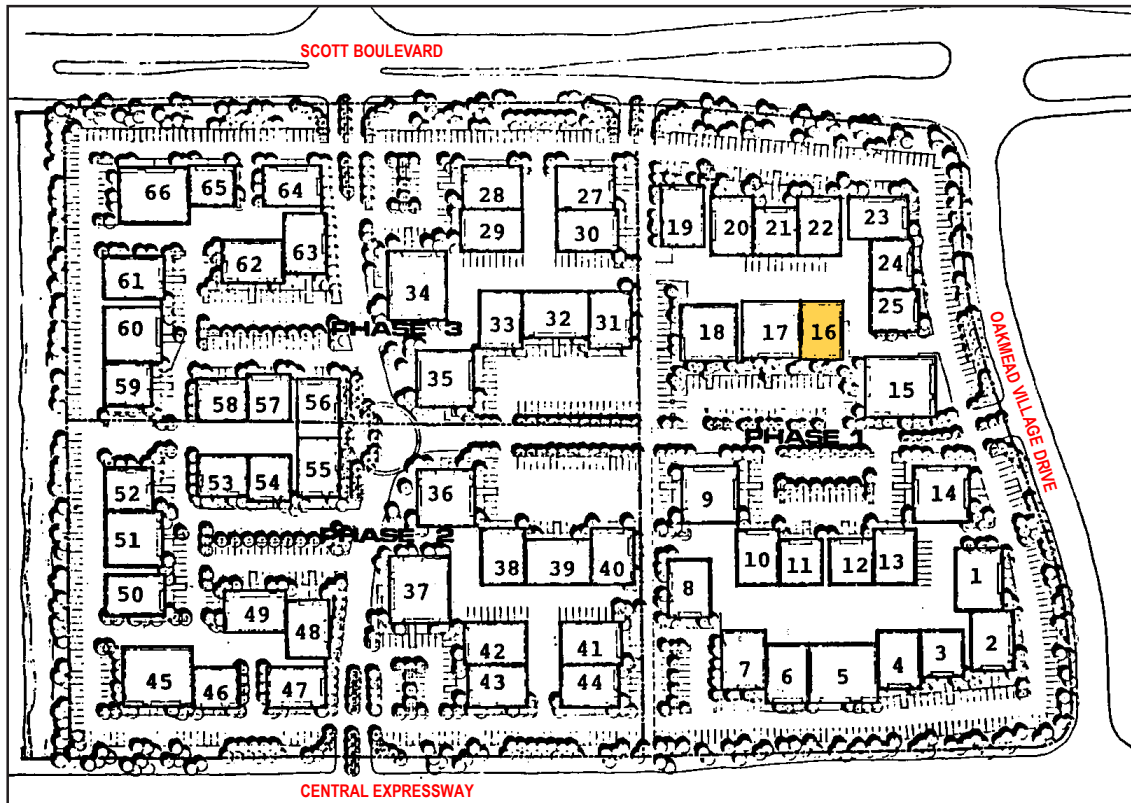 SCOTT BOULEVARD
66 65 64 28 27
19 20 21 22 23
29 30
63
62
24
61
34
25
60
33 32 31
18 17 16
PHASE 3
OAKMEAD VILLAGE DRIVE
59
35
15
58 57 56
PHASE 1
55
53 54
52
36
9
14
51
PHASE 2
38 39 40
10 11 12 13
50
37
8
1
49
48
42 41
7 6 5 4 3 2
45 46 47
43 44
CENTRAL EXPRESSWAY